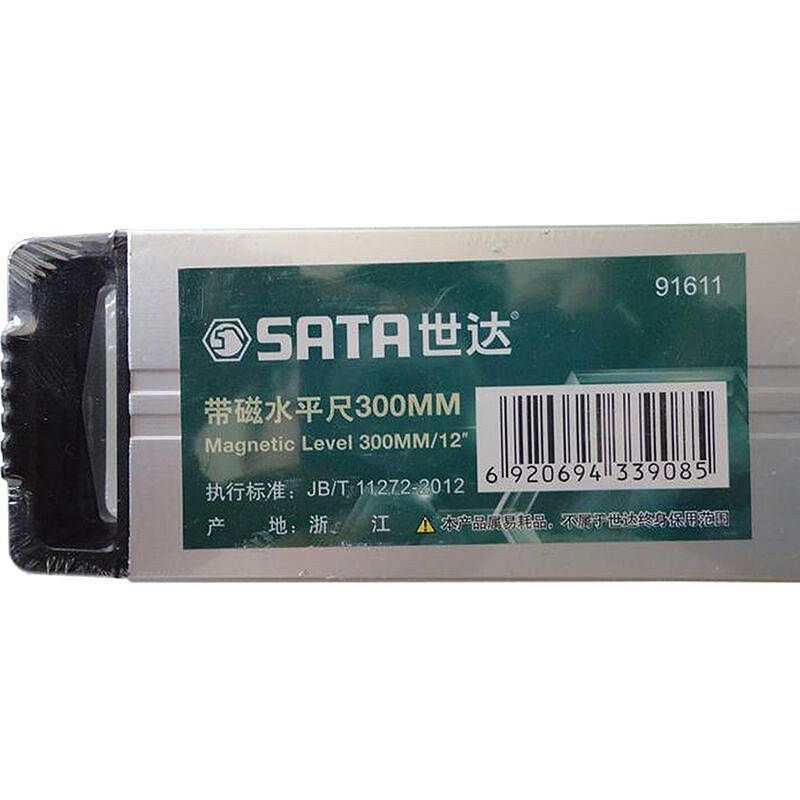 91611
SATA世达®
带磁水平尺300MM
Magnetic Level 300MM/12"
6 920694 339085
执行标准：JB/T 11272-2012
产 地：浙 江
本产品属易耗品，不属于世达终身保用范围